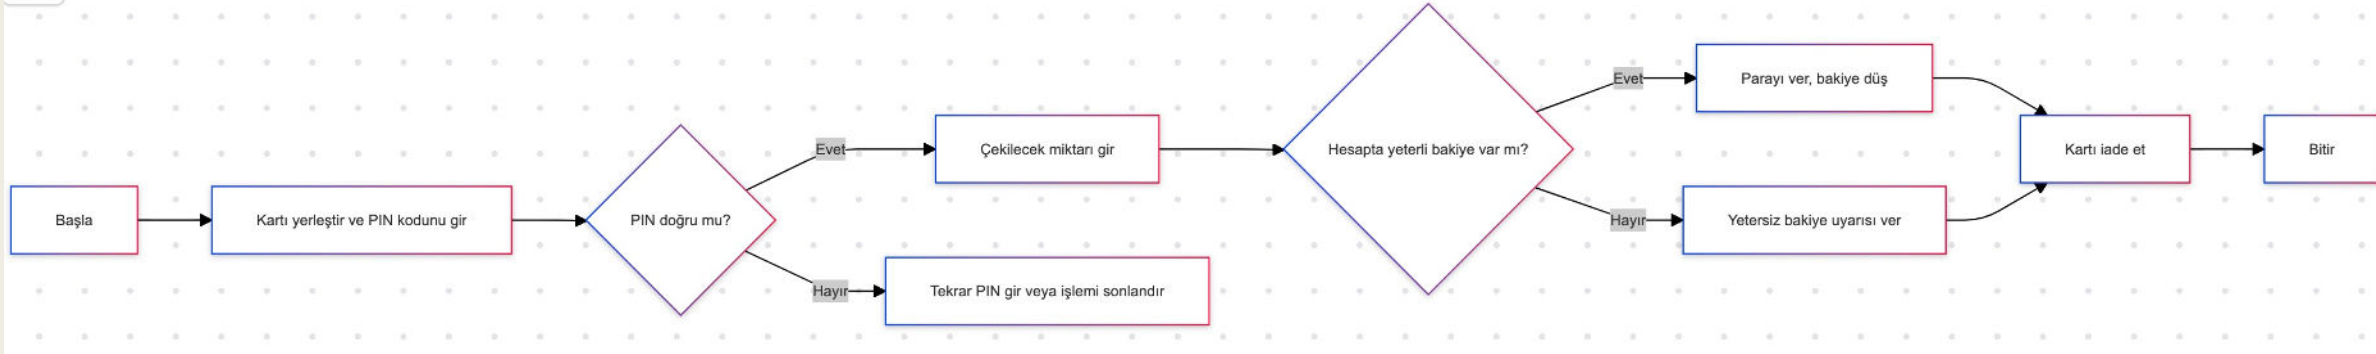 Başla
Kartı yerleştir ve PIN kodunu gir
PIN doğru mu?
Evet
Çekilecek miktarı gir
Hayır
Tekrar PIN gir veya işlemi sonlandır
Hesapta yeterli bakiye var mı?
Evet
Parayı ver, bakiye düş
Hayır
Yetersiz bakiye uyarısı ver
Kartı iade et
Bitir